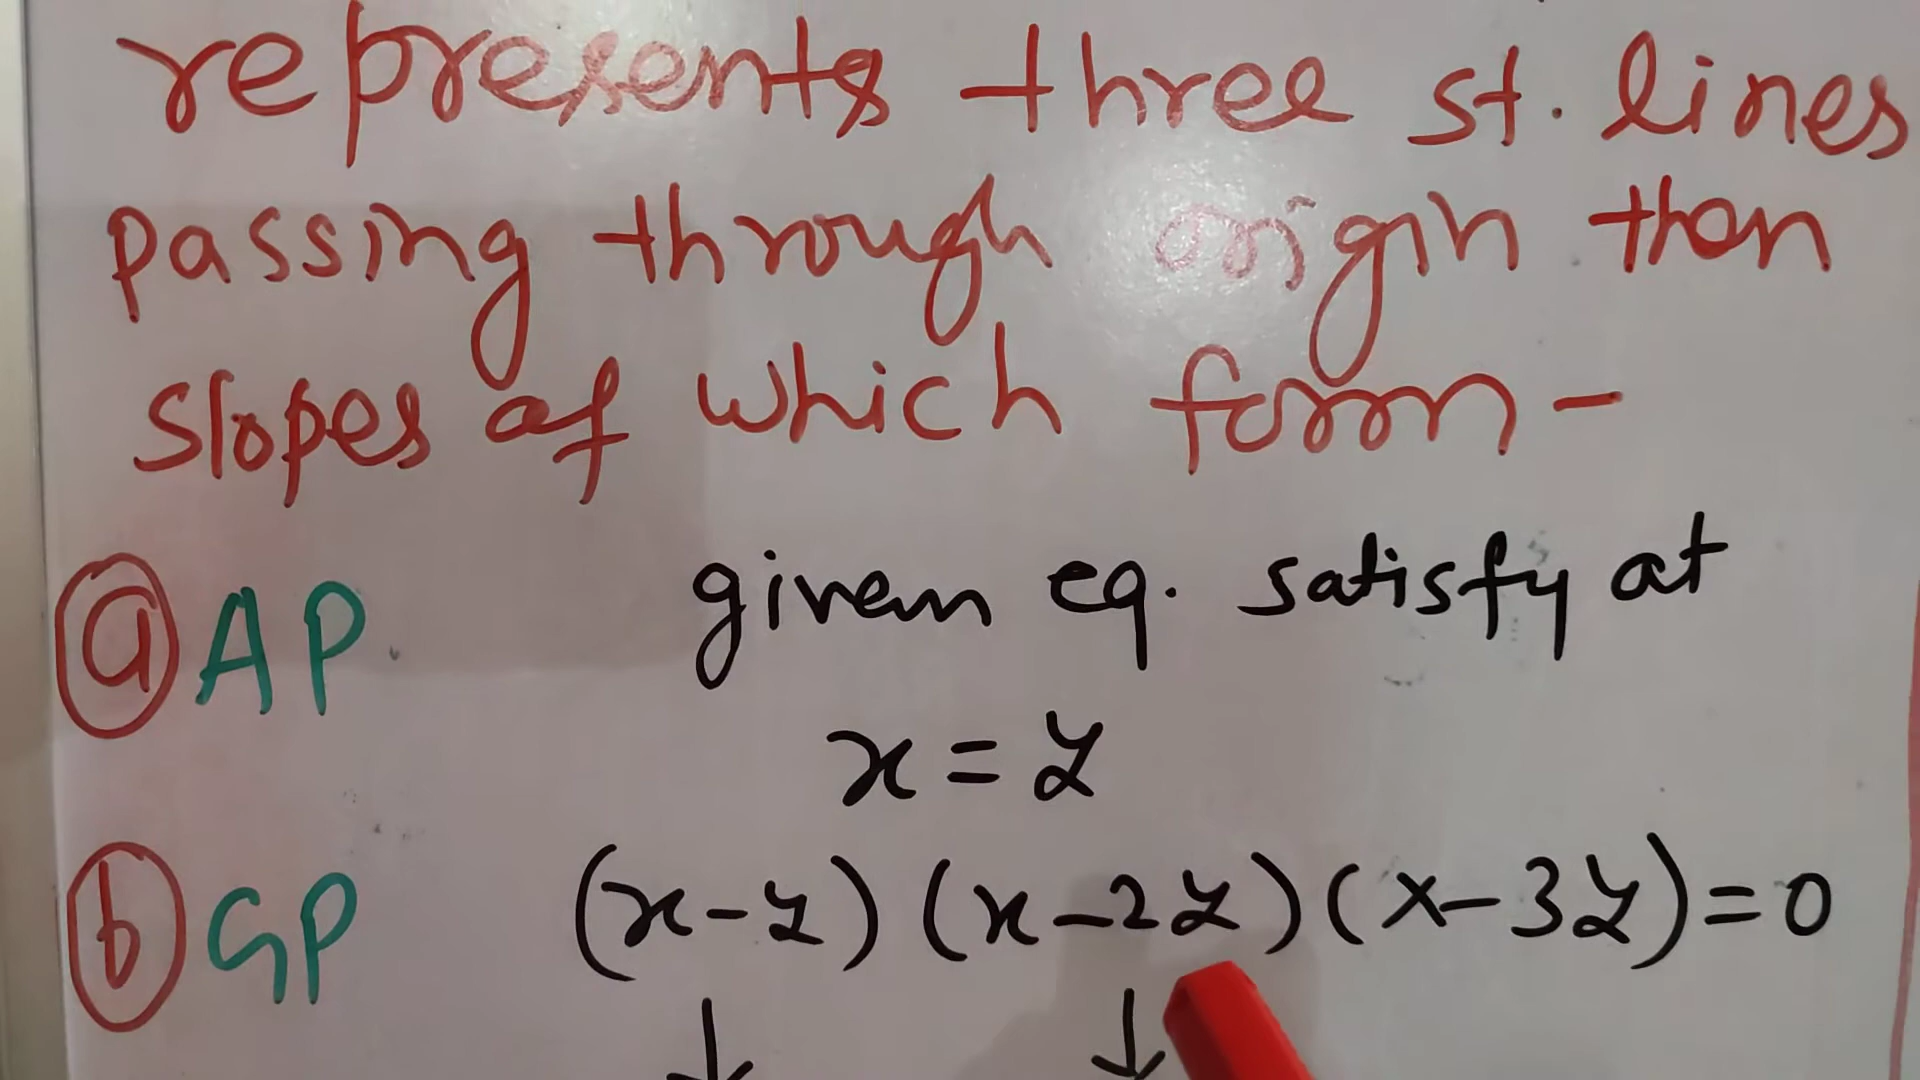 represents three st. lines
passing through origin then
slopes of which form -
(a) AP
given eq. satisfy at
x = y
(b) GP
(x-y) (x-2y) (x-3y) = 0
↓ ↓